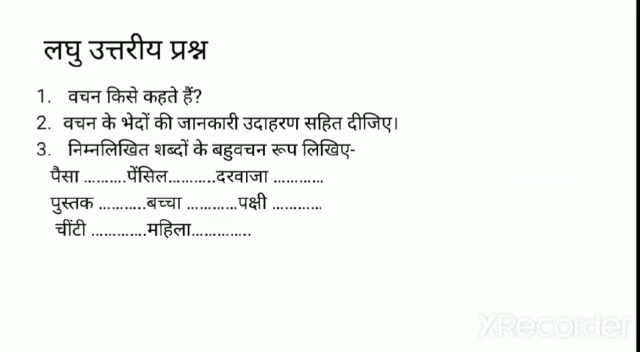 लघु उत्तरीय प्रश्न
1. वचन किसे कहते हैं?
2. वचन के भेदों की जानकारी उदाहरण सहित दीजिए।
3. निम्नलिखित शब्दों के बहुवचन रूप लिखिए-
पैसा ..........पेंसिल...........दरवाजा ............
पुस्तक ...........बच्चा ............पक्षी ............
चींटी .............महिला..............
XRecorder